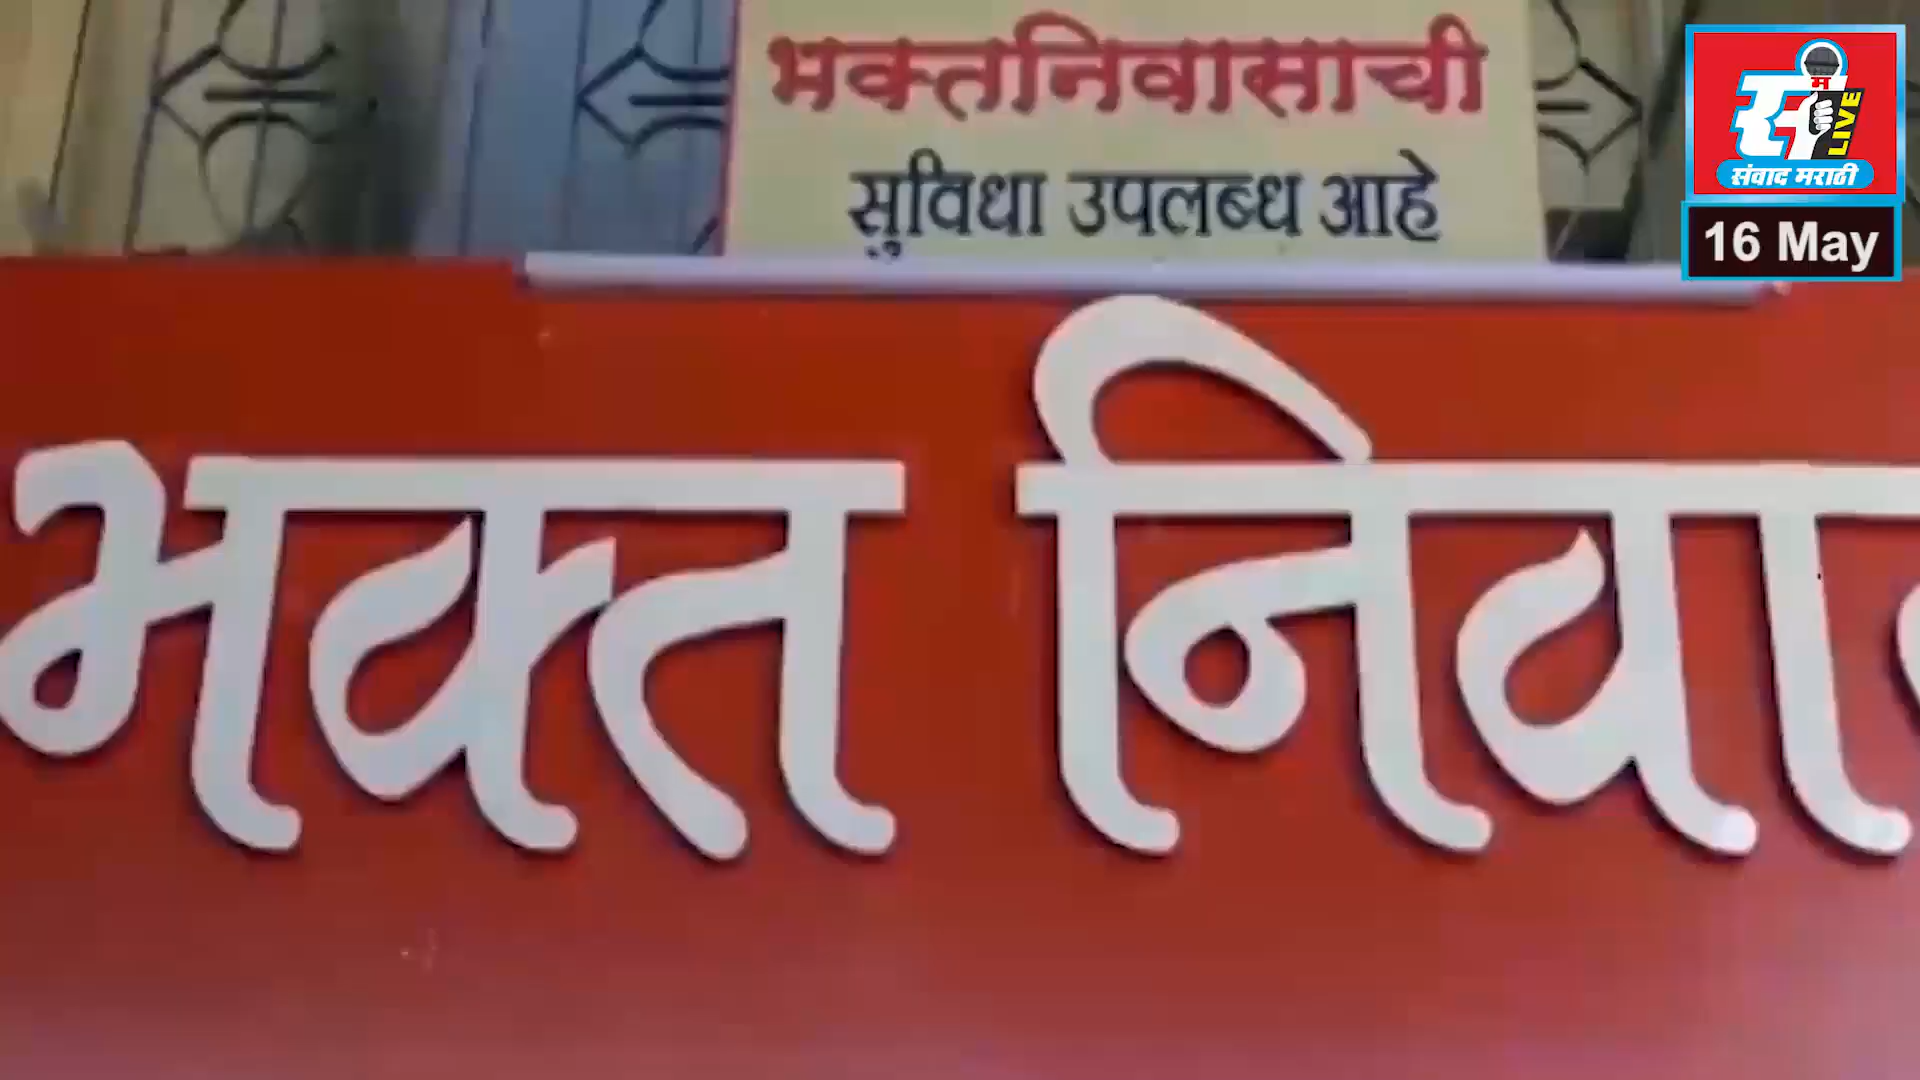 भक्तनिवासाची
सुविधा उपलब्ध आहे
स म
LIVE
संवाद मराठी
16 May
भक्त